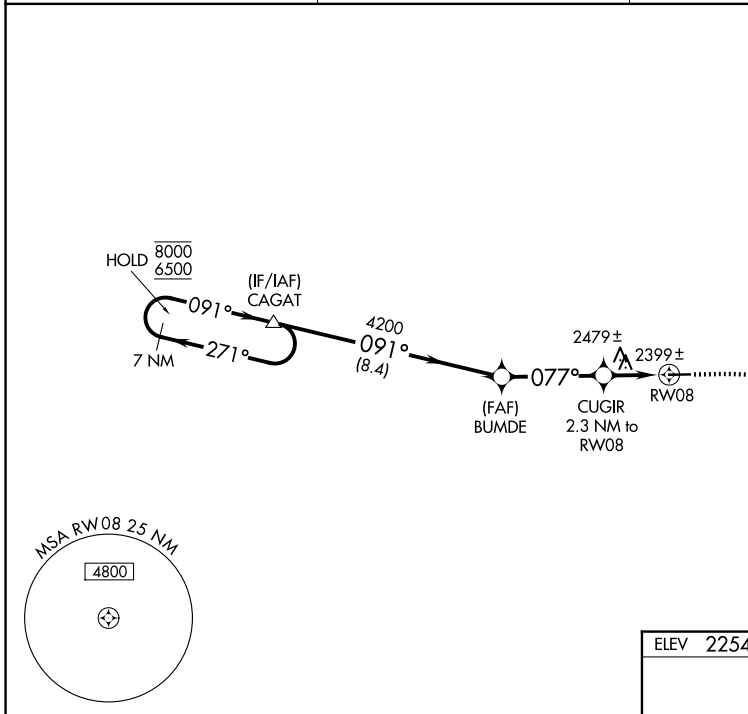 HOLD
8000
6500
(IF/IAF)
CAGAT
091°
271°
7 NM
4200
091°
(8.4)
(FAF)
BUMDE
077°
CUGIR
2.3 NM to
RW08
2479±
2399±
RW08
MSA RW08 25 NM
4800
ELEV 2254